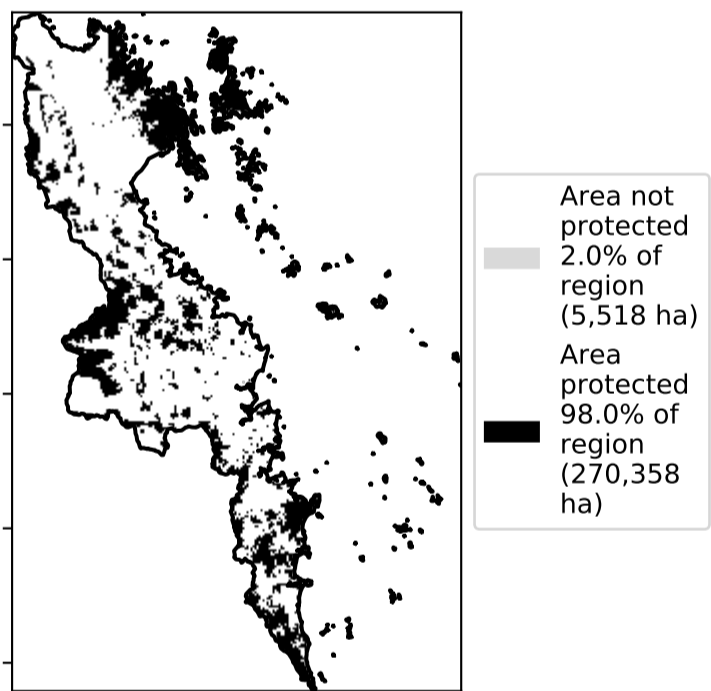 Area not
protected
2.0% of
region
(5,518 ha)
Area
protected
98.0% of
region
(270,358
ha)